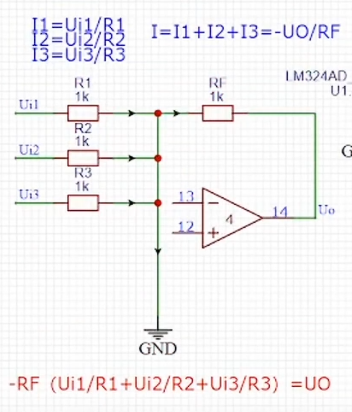 I1=Ui1/R1
I2=Ui2/R2
I3=Ui3/R3
I=I1+I2+I3=-UO/RF
LM324AD_
U1.
R1
1k
RF
1k
Ui1
R2
1k
Ui2
G
R3
1k
Ui3
13
12
4
14
Uo
GND
-RF (Ui1/R1+Ui2/R2+Ui3/R3) =UO